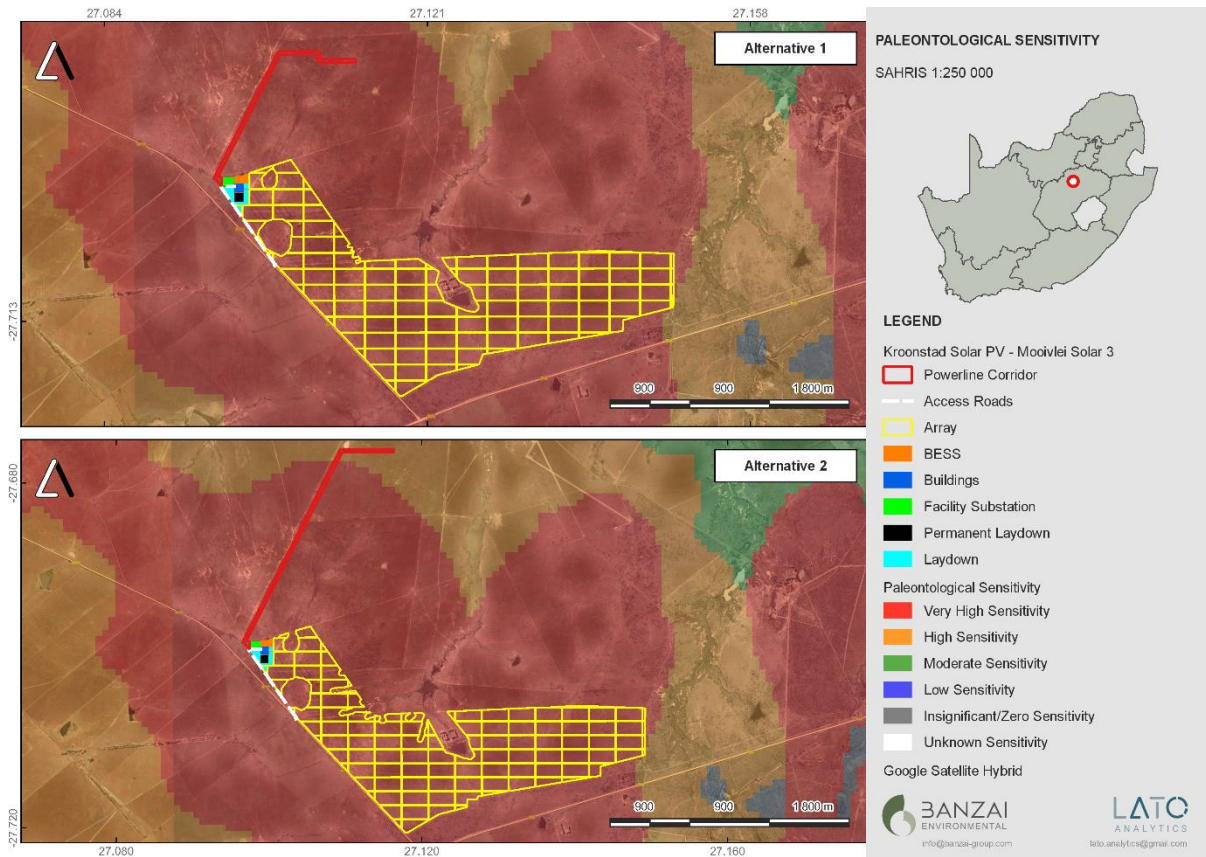 27.084
27.121
27.158
Alternative 1
-27.713
900
900
1 800 m
Alternative 2
-27.680
900
900
1 800 m
-27.720
27.080
27.120
27.160
PALEONTOLOGICAL SENSITIVITY
SAHRIS 1:250 000
LEGEND
Kroonstad Solar PV - Mooivlei Solar 3
Powerline Corridor
Access Roads
Array
BESS
Buildings
Facility Substation
Permanent Laydown
Laydown
Paleontological Sensitivity
Very High Sensitivity
High Sensitivity
Moderate Sensitivity
Low Sensitivity
Insignificant/Zero Sensitivity
Unknown Sensitivity
Google Satellite Hybrid
BANZAI
ENVIRONMENTAL
info@banzai-group.com
LATO
ANALYTICS
lato.analytics@gmail.com